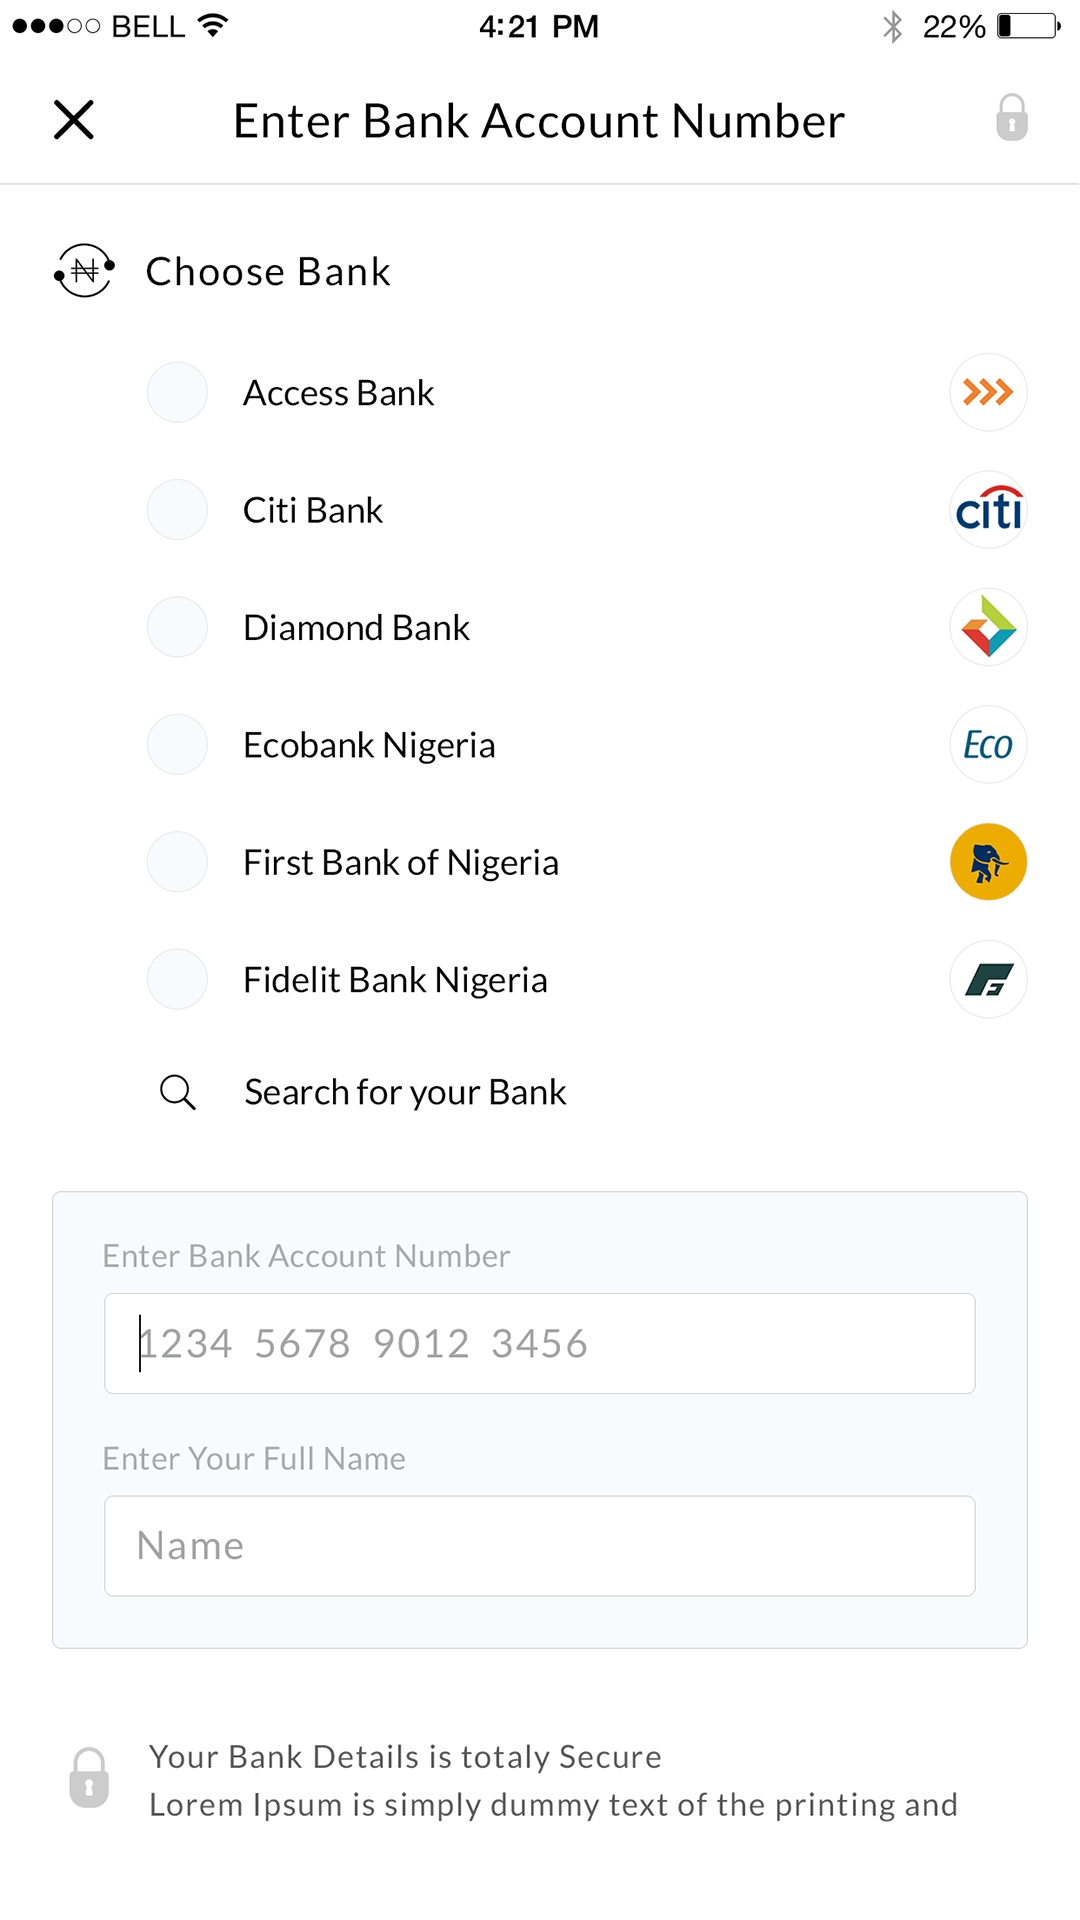 BELL 4:21 PM 22%
Enter Bank Account Number
Choose Bank
Access Bank
Citi Bank
citi
Diamond Bank
Ecobank Nigeria
Eco
First Bank of Nigeria
Fidelit Bank Nigeria
Search for your Bank
Enter Bank Account Number
1234 5678 9012 3456
Enter Your Full Name
Name
Your Bank Details is totaly Secure
Lorem Ipsum is simply dummy text of the printing and